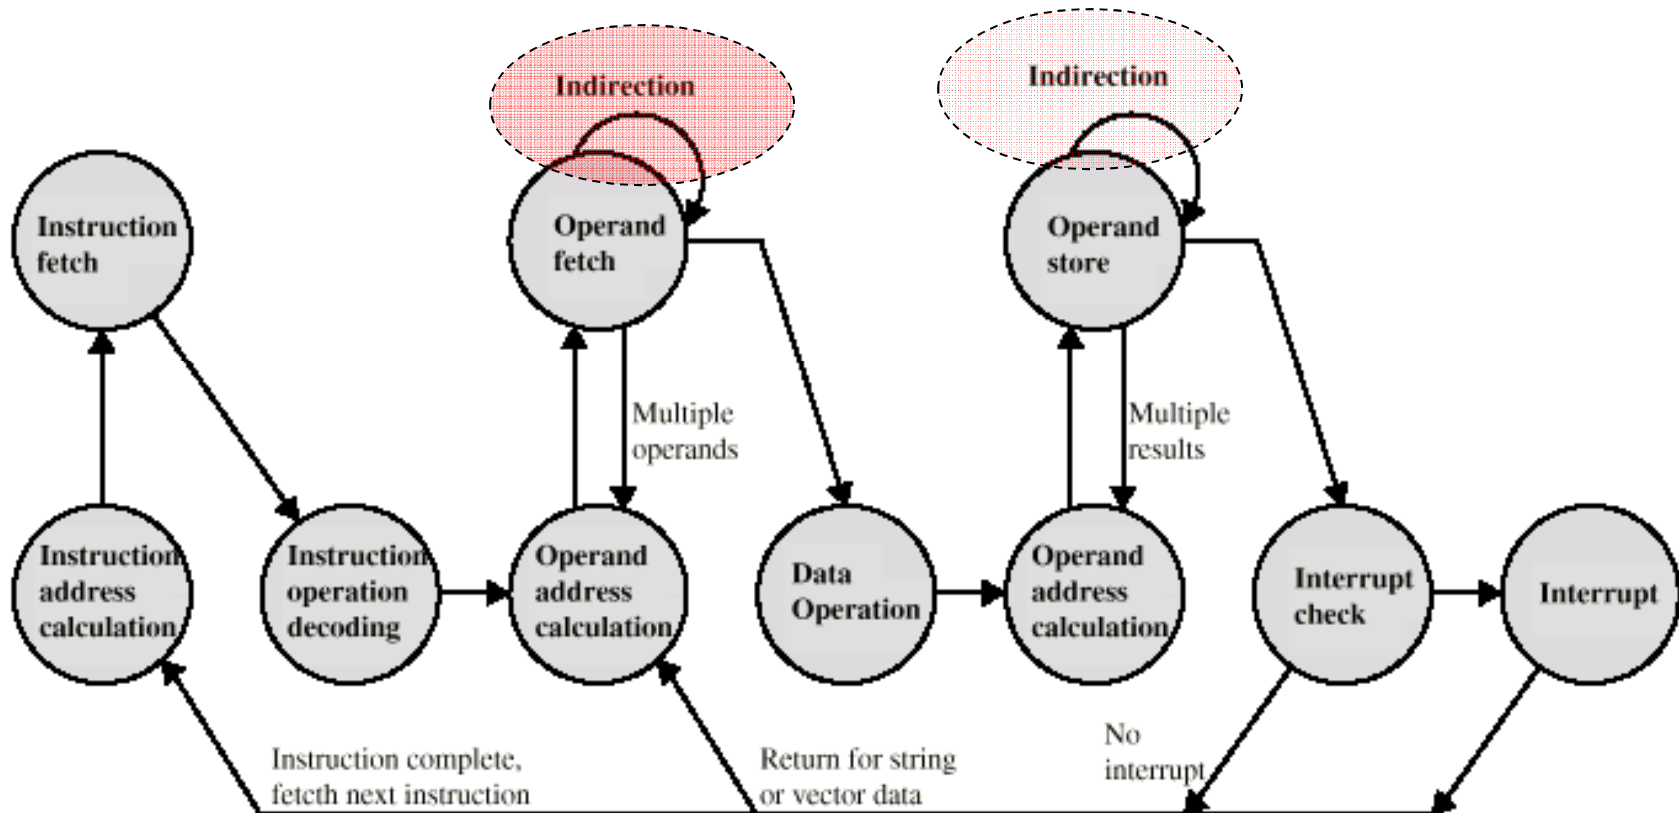 Indirection
Indirection
Instruction
fetch
Operand
fetch
Operand
store
Multiple
operands
Multiple
results
Instruction
address
calculation
Instruction
operation
decoding
Operand
address
calculation
Data
Operation
Operand
address
calculation
Interrupt
check
Interrupt
Instruction complete,
fetcth next instruction
Return for string
or vector data
No
interrupt